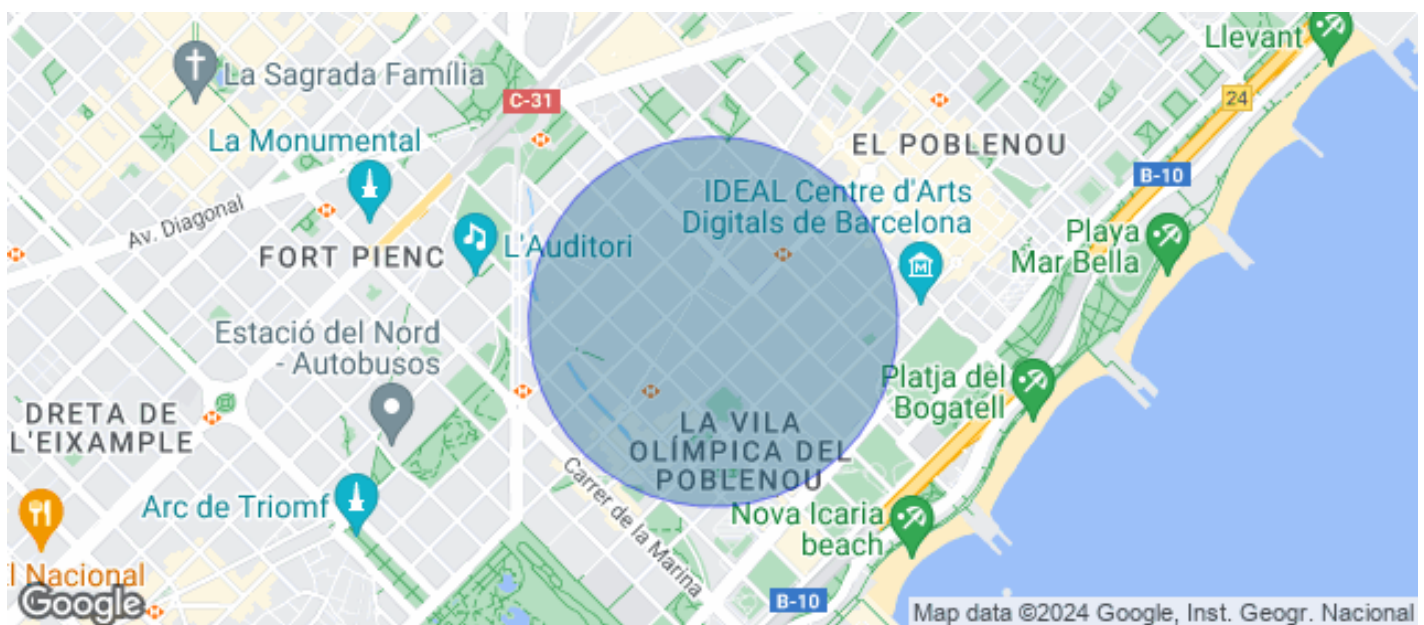 Llevant
La Sagrada Família
C-31
24
La Monumental
EL POBLENOU
B-10
IDEAL Centre d'Arts
Digitals de Barcelona
Av. Diagonal
L'Auditori
FORT PIENC
Playa
Mar Bella
Estació del Nord
- Autobusos
Platja del
Bogatell
DRETA DE
L'EIXAMPLE
LA VILA
OLÍMPICA DEL
POBLENOU
Carrer de la Marina
Arc de Triomf
Nova Icaria
beach
l Nacional
B-10
Google
Map data ©2024 Google, Inst. Geogr. Nacional